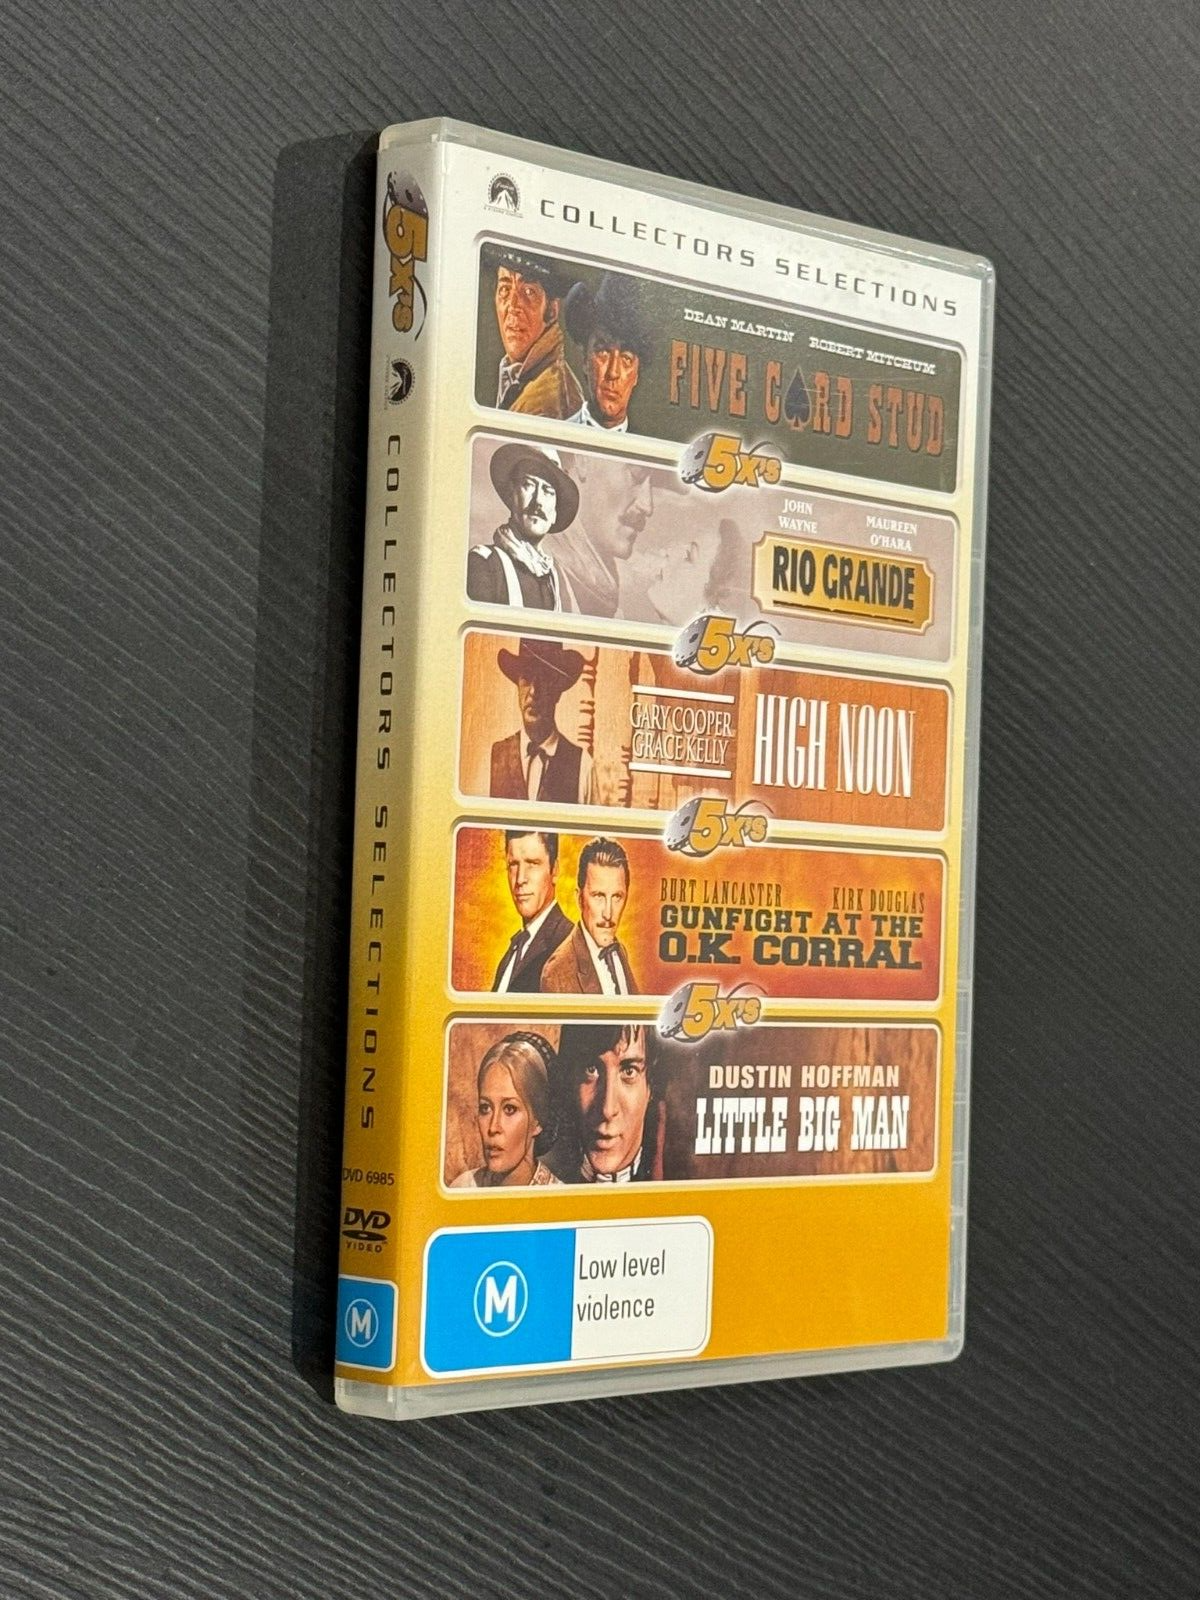 5X'S
COLLECTORS SELECTIONS
DVD 6985
DVD
VIDEO
M
Paramount
COLLECTORS SELECTIONS
DEAN MARTIN ROBERT MITCHUM
FIVE CARD STUD
5X'S
JOHN WAYNE
MAUREEN O'HARA
RIO GRANDE
5X'S
GARY COOPER
GRACE KELLY
HIGH NOON
5X'S
BURT LANCASTER KIRK DOUGLAS
GUNFIGHT AT THE
O.K. CORRAL
5X'S
DUSTIN HOFFMAN
LITTLE BIG MAN
M
Low level
violence